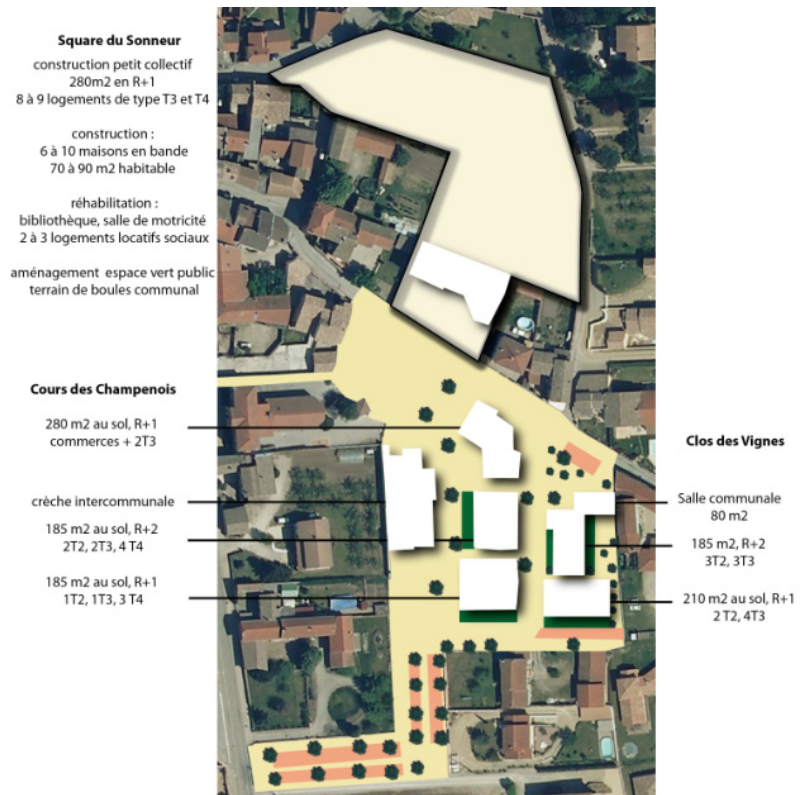 Square du Sonneur
construction petit collectif
280m2 en R+1
8 à 9 logements de type T3 et T4
construction :
6 à 10 maisons en bande
70 à 90 m2 habitable
réhabilitation :
bibliothèque, salle de motricité
2 à 3 logements locatifs sociaux
aménagement espace vert public
terrain de boules communal
Cours des Champenois
280 m2 au sol, R+1
commerces + 2T3
crèche intercommunale
185 m2 au sol, R+2
2T2, 2T3, 4 T4
185 m2 au sol, R+1
1T2, 1T3, 3 T4
Clos des Vignes
Salle communale
80 m2
185 m2, R+2
3T2, 3T3
210 m2 au sol, R+1
2 T2, 4T3